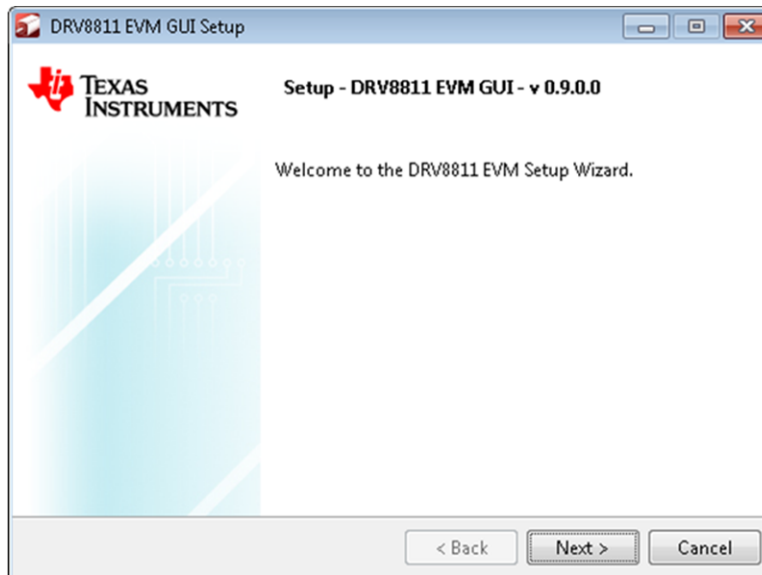 DRV8811 EVM GUI Setup
TEXAS
INSTRUMENTS
Setup - DRV8811 EVM GUI - v 0.9.0.0
Welcome to the DRV8811 EVM Setup Wizard.
< Back
Next >
Cancel